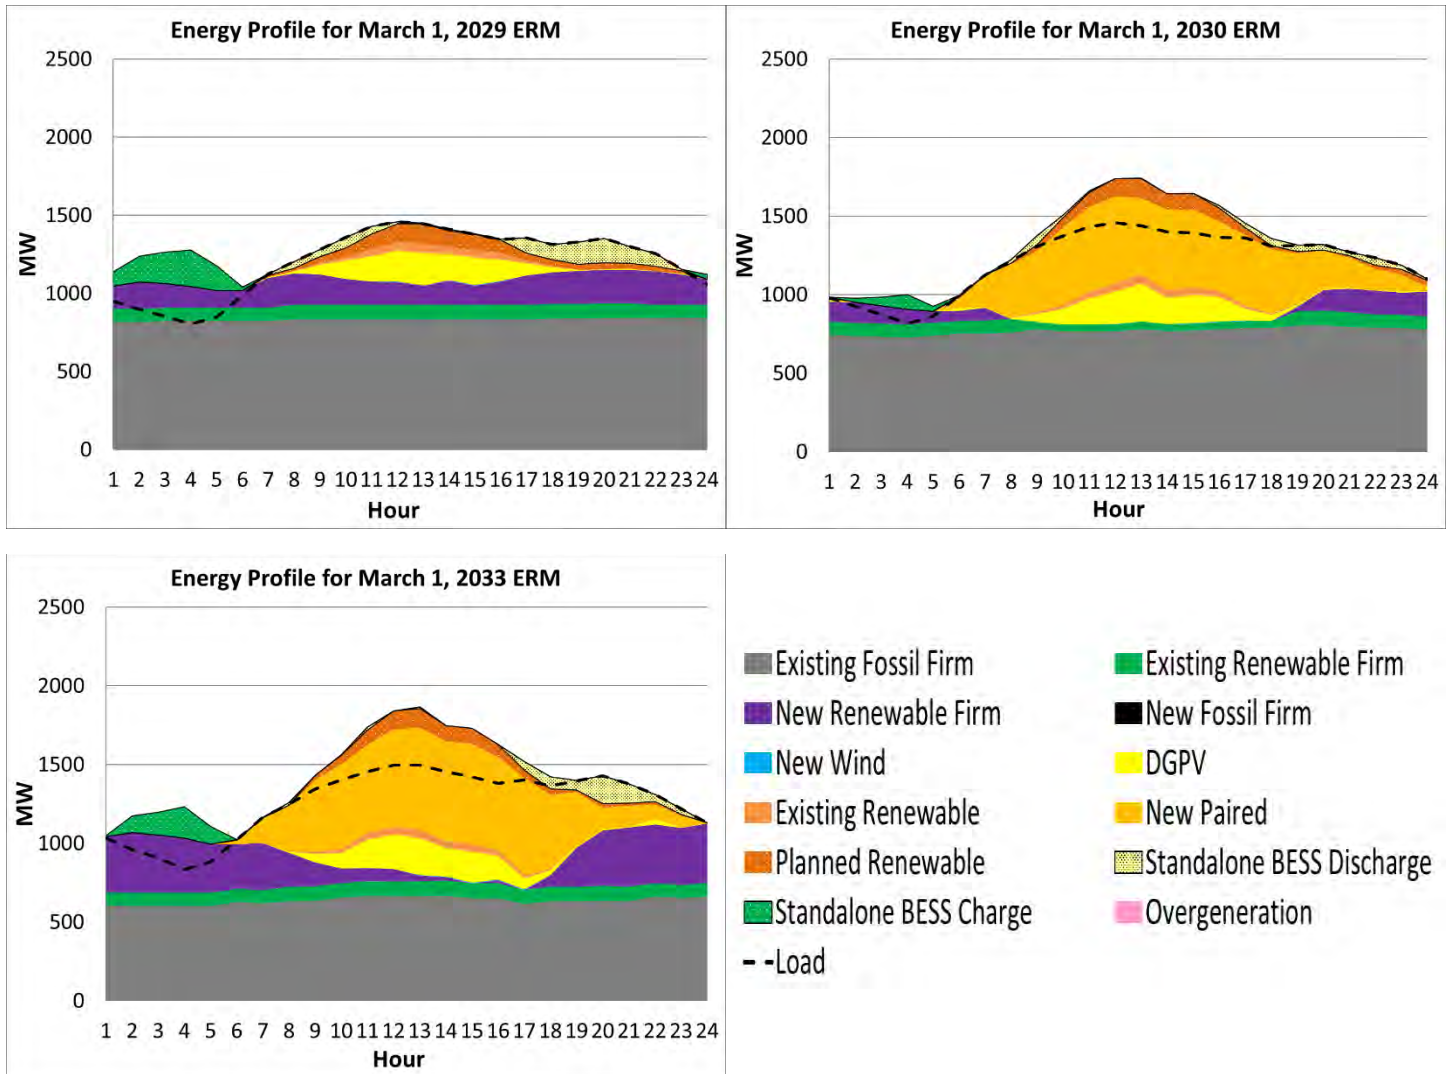 Energy Profile for March 1, 2029 ERM
2500
2000
1500
1000
500
0
MW
1 2 3 4 5 6 7 8 9 10 11 12 13 14 15 16 17 18 19 20 21 22 23 24
Hour
Energy Profile for March 1, 2030 ERM
2500
2000
1500
1000
500
0
MW
1 2 3 4 5 6 7 8 9 10 11 12 13 14 15 16 17 18 19 20 21 22 23 24
Hour
Energy Profile for March 1, 2033 ERM
2500
2000
1500
1000
500
0
MW
1 2 3 4 5 6 7 8 9 10 11 12 13 14 15 16 17 18 19 20 21 22 23 24
Hour
Existing Fossil Firm
Existing Renewable Firm
New Renewable Firm
New Fossil Firm
New Wind
DGPV
Existing Renewable
New Paired
Planned Renewable
Standalone BESS Discharge
Standalone BESS Charge
Overgeneration
Load